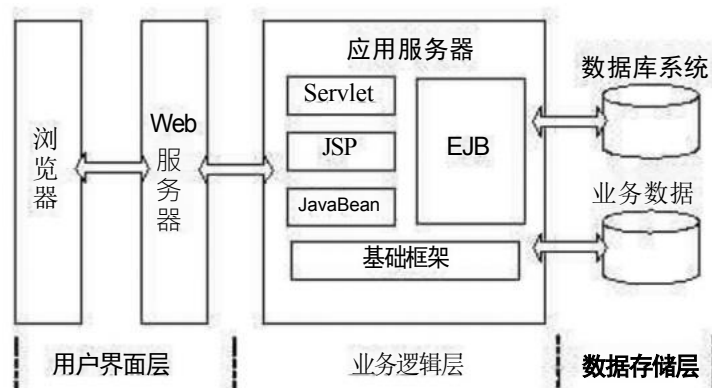 浏览器
Web
服务器
应用服务器
Servlet
JSP
JavaBean
EJB
基础框架
数据库系统
业务数据
用户界面层
业务逻辑层
数据存储层